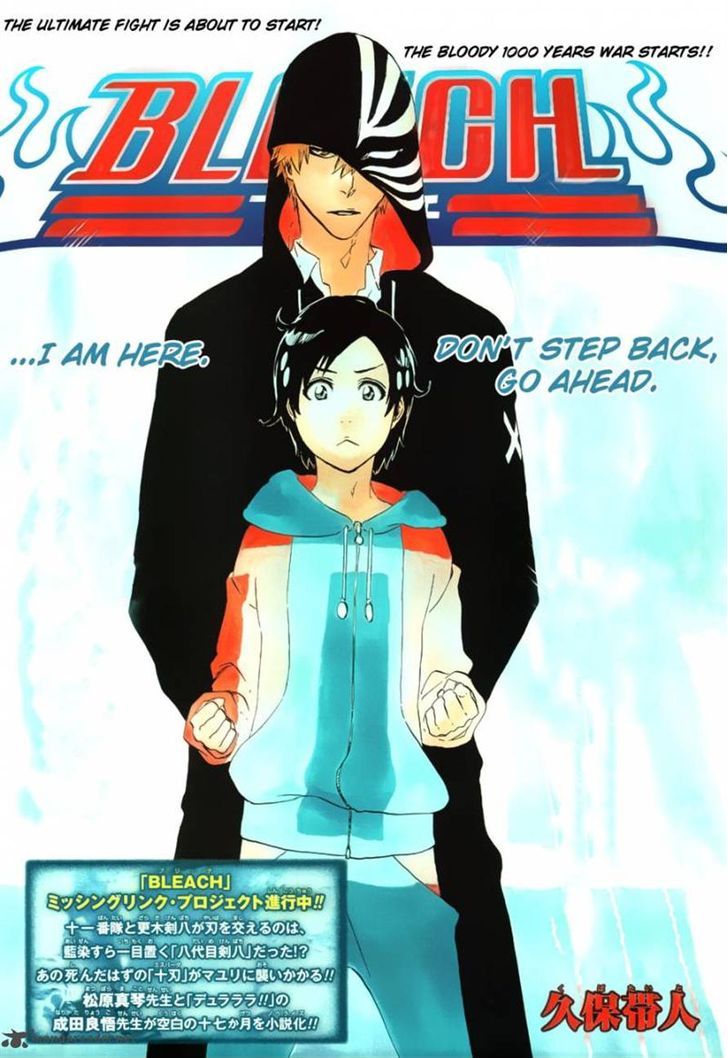 THE ULTIMATE FIGHT IS ABOUT TO START!
THE BLOODY 1000 YEARS WAR STARTS!!
BLEACH
...I AM HERE.
DON'T STEP BACK,
GO AHEAD.
「BLEACH」
ミッシングリンク・プロジェクト進行中!!
十一番隊と更木剣八が刃を交えるのは、
藍染すら一目置く「八代目剣八」だった!?
あの死んだはずの「十刃」がマユリに襲いかかる!!
松原真琴先生と「デュラララ!!」の
成田良悟先生が空白の十七か月を小説化!!
久保帯人